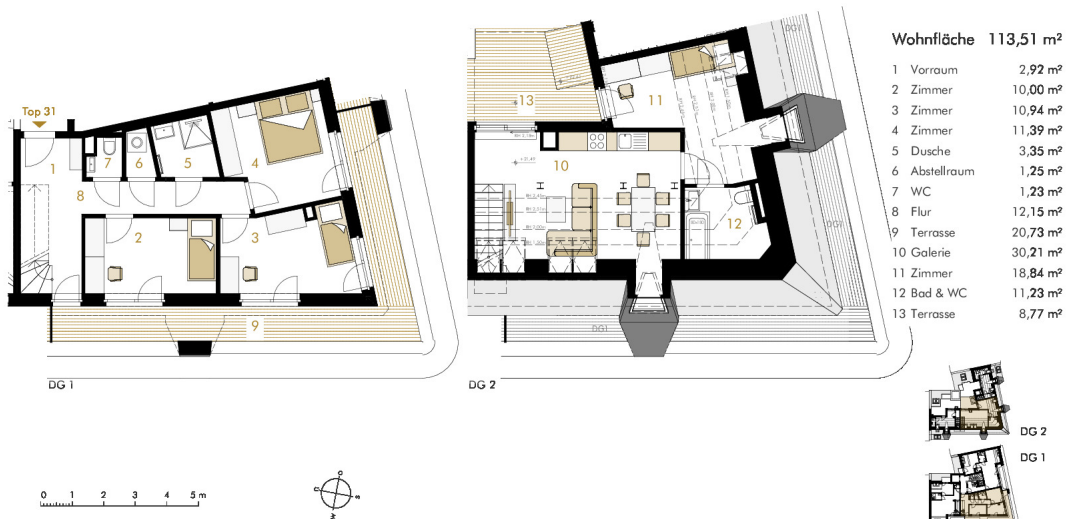 Wohnfläche 113,51 m²
1 Vorraum 2,92 m²
2 Zimmer 10,00 m²
3 Zimmer 10,94 m²
4 Zimmer 11,39 m²
5 Dusche 3,35 m²
6 Abstellraum 1,25 m²
7 WC 1,23 m²
8 Flur 12,15 m²
9 Terrasse 20,73 m²
10 Galerie 30,21 m²
11 Zimmer 18,84 m²
12 Bad & WC 11,23 m²
13 Terrasse 8,77 m²
Top 31
1
7
6
5
4
8
2
3
9
DG 1
DG1
13
11
10
12
DG1
DG1
DG 2
DG 2
DG 1
0 1 2 3 4 5 m